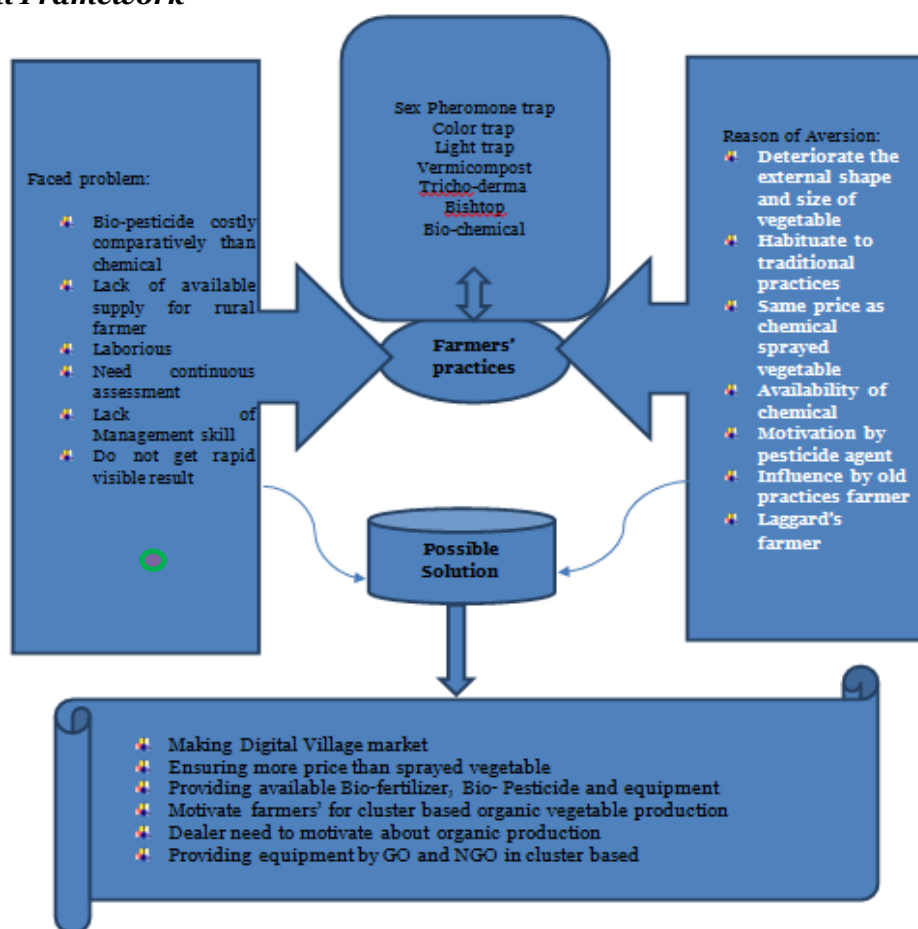 Framework
Sex Pheromone trap
Color trap
Light trap
Vermicompost
Tricho-derma
Bishtop
Bio-chemical
Faced problem:
Bio-pesticide costly
comparatively than
chemical
Lack of available
supply for rural
farmer
Laborious
Need continuous
assessment
Lack of
Management skill
Do not get rapid
visible result
Farmers'
practices
Reason of Aversion:
Deteriorate the
external shape
and size of
vegetable
Habituate to
traditional
practices
Same price as
chemical
sprayed
vegetable
Availability of
chemical
Motivation by
pesticide agent
Influence by old
practices farmer
Laggard's
farmer
Possible
Solution
Making Digital Village market
Ensuring more price than sprayed vegetable
Providing available Bio-fertilizer, Bio- Pesticide and equipment
Motivate farmers' for cluster based organic vegetable production
Dealer need to motivate about organic production
Providing equipment by GO and NGO in cluster based